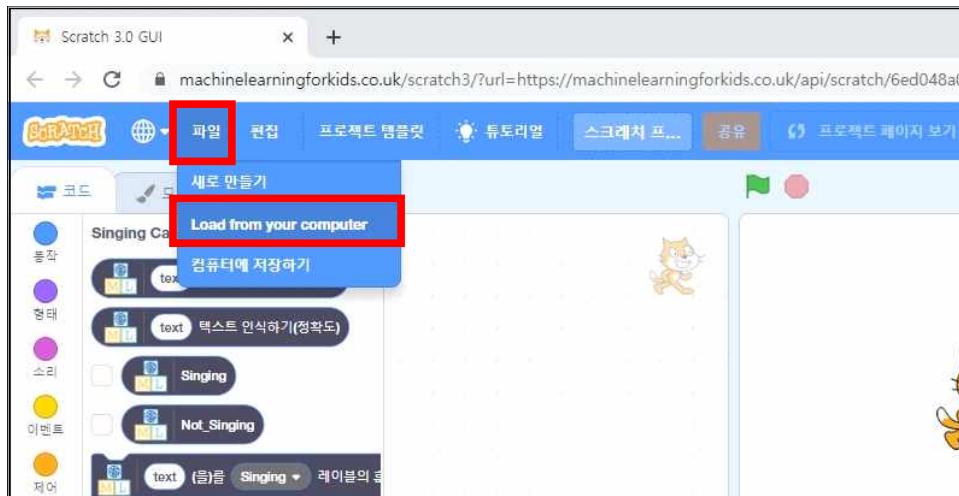 Scratch 3.0 GUI
machinelearningforkids.co.uk/scratch3/?url=https://machinelearningforkids.co.uk/api/scratch/6ed048a
SCRATCH 파일 편집 프로젝트 템플릿 튜토리얼 스크래치 프... 공유 프로젝트 페이지 보기
새로 만들기
Load from your computer
컴퓨터에 저장하기
코드
Singing
동작
text
형태
text 텍스트 인식하기(정확도)
소리
ML Singing
이벤트
ML Not_Singing
제어
ML text (을)를 Singing 레이블의